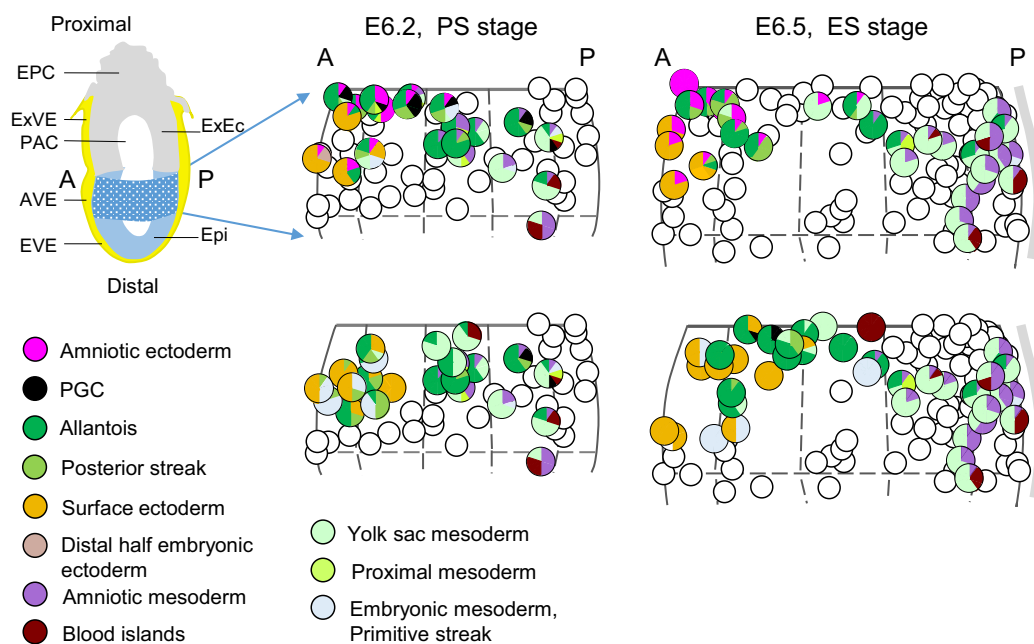 Proximal
EPC
ExVE
PAC
ExEc
A
P
AVE
EVE
Epi
Distal
E6.2, PS stage
A
P
E6.5, ES stage
A
P
Amniotic ectoderm
PGC
Allantois
Posterior streak
Surface ectoderm
Distal half embryonic
ectoderm
Amniotic mesoderm
Blood islands
Yolk sac mesoderm
Proximal mesoderm
Embryonic mesoderm,
Primitive streak